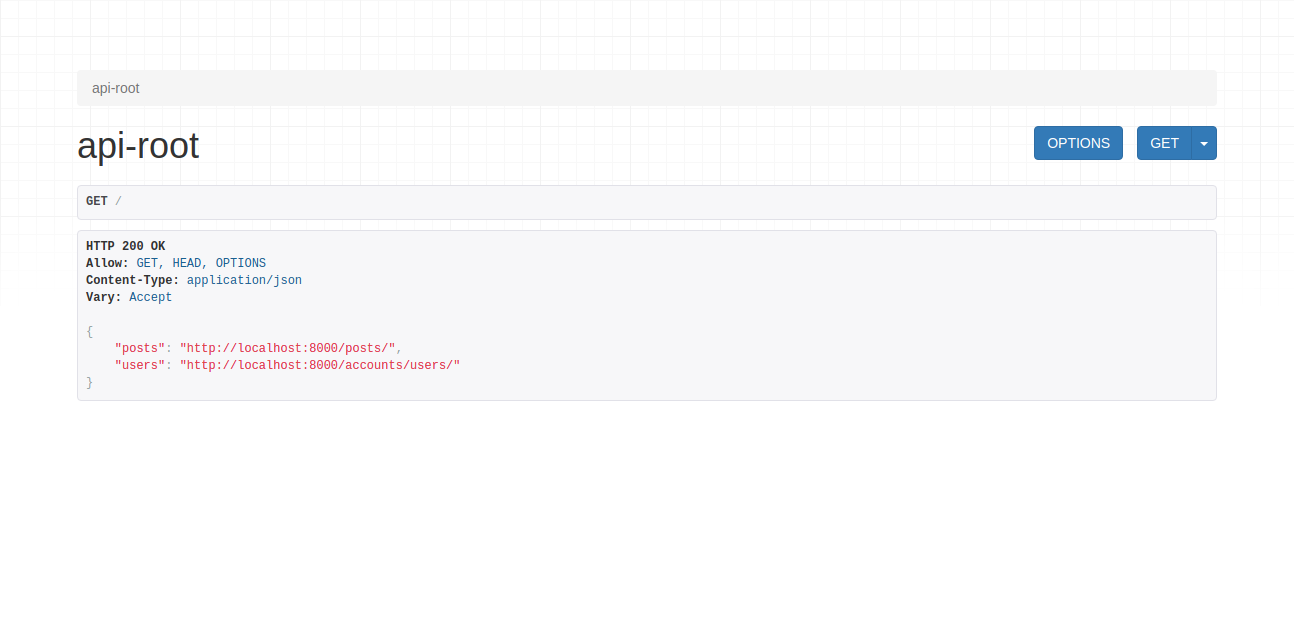 api-root
api-root
OPTIONS
GET
GET /
HTTP 200 OK
Allow: GET, HEAD, OPTIONS
Content-Type: application/json
Vary: Accept
{
    "posts": "http://localhost:8000/posts/",
    "users": "http://localhost:8000/accounts/users/"
}